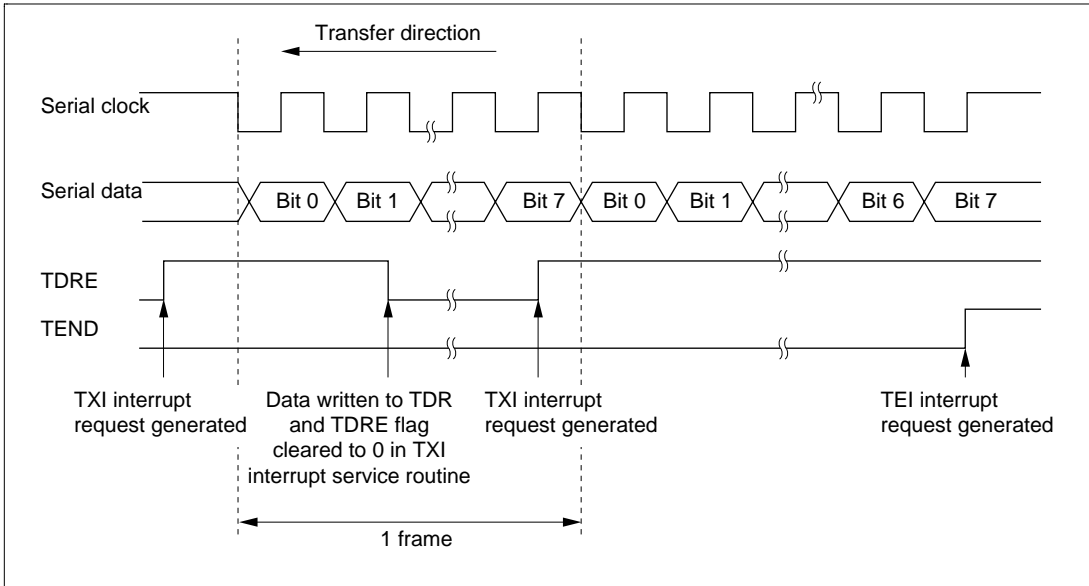 Transfer direction
Serial clock
Serial data
Bit 0
Bit 1
Bit 7
Bit 0
Bit 1
Bit 6
Bit 7
TDRE
TEND
TXI interrupt
request generated
Data written to TDR
and TDRE flag
cleared to 0 in TXI
interrupt service routine
TXI interrupt
request generated
TEI interrupt
request generated
1 frame